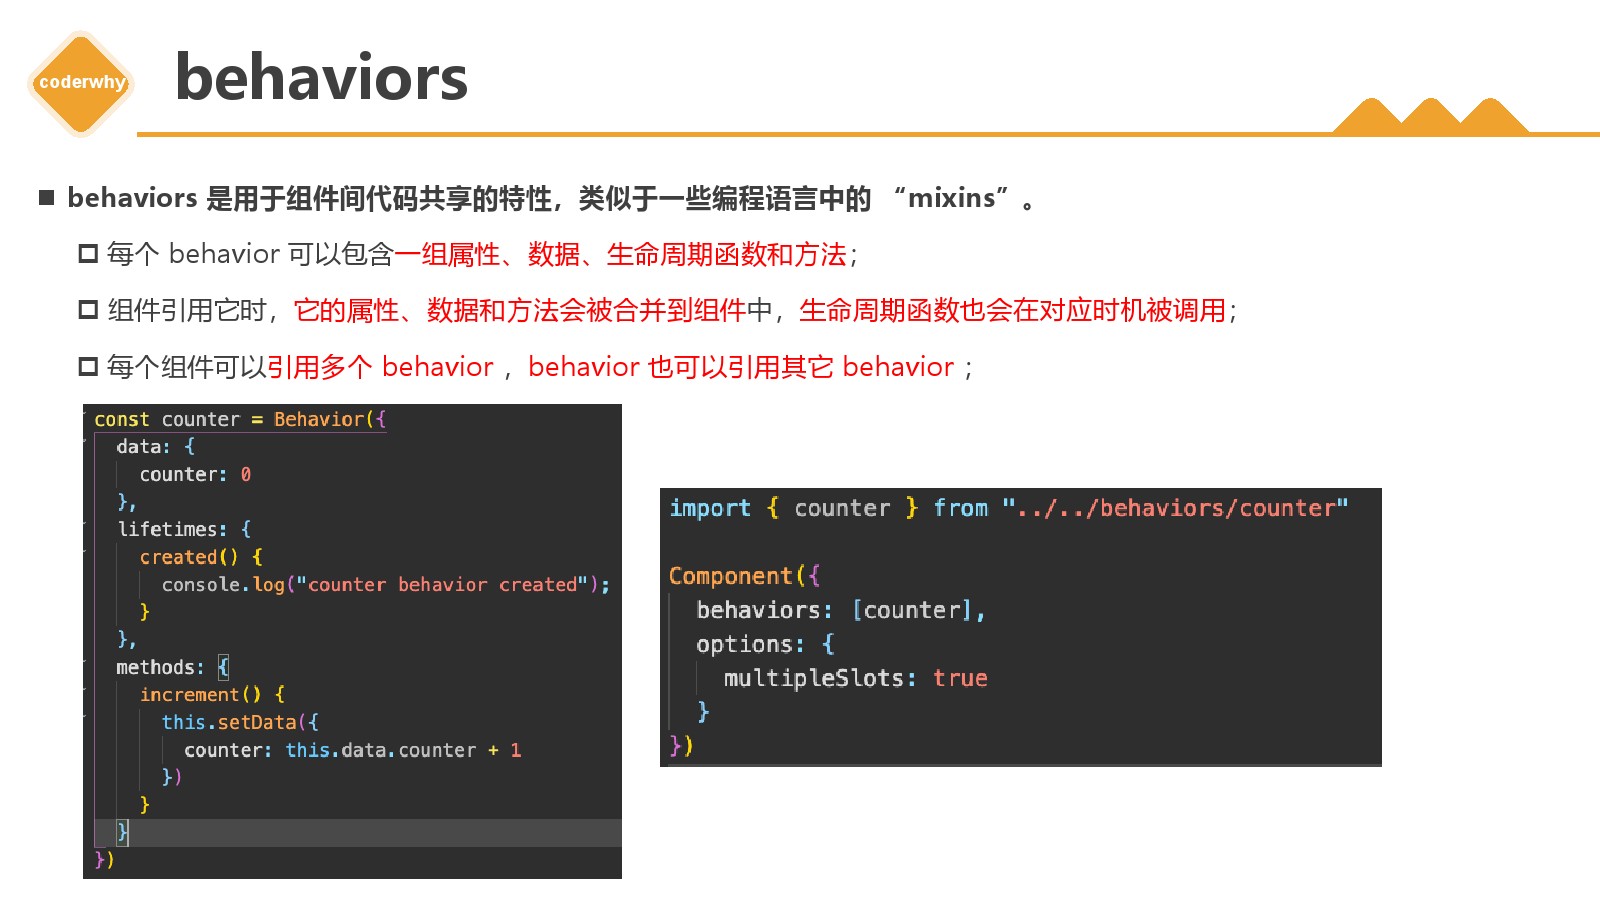 coderwhy
behaviors
behaviors 是用于组件间代码共享的特性，类似于一些编程语言中的 “mixins”。
每个 behavior 可以包含一组属性、数据、生命周期函数和方法；
组件引用它时，它的属性、数据和方法会被合并到组件中，生命周期函数也会在对应时机被调用；
每个组件可以引用多个 behavior ，behavior 也可以引用其它 behavior ；
const counter = Behavior({
  data: {
    counter: 0
  },
  lifetimes: {
    created() {
      console.log("counter behavior created");
    }
  },
  methods: {
    increment() {
      this.setData({
        counter: this.data.counter + 1
      })
    }
  }
})
import { counter } from "../../behaviors/counter"

Component({
  behaviors: [counter],
  options: {
    multipleSlots: true
  }
})